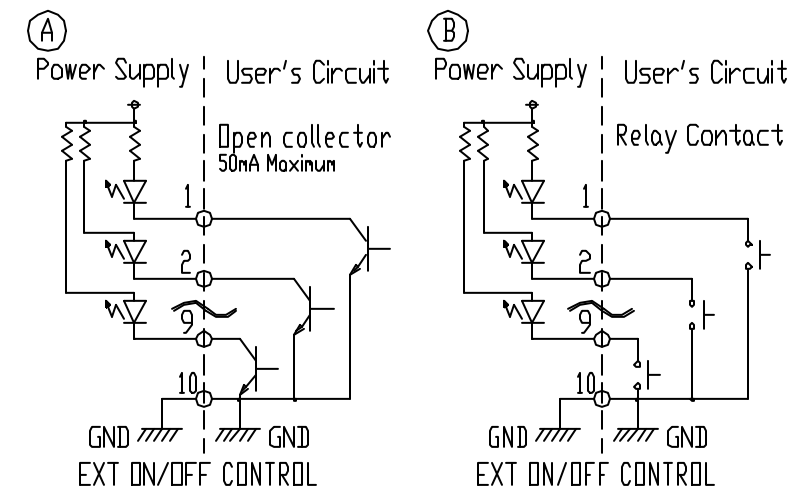 A
Power Supply
User's Circuit
Open collector
50mA Maxinum
1
2
9
10
GND
GND
EXT ON/OFF CONTROL
B
Power Supply
User's Circuit
Relay Contact
1
2
9
10
GND
GND
EXT ON/OFF CONTROL